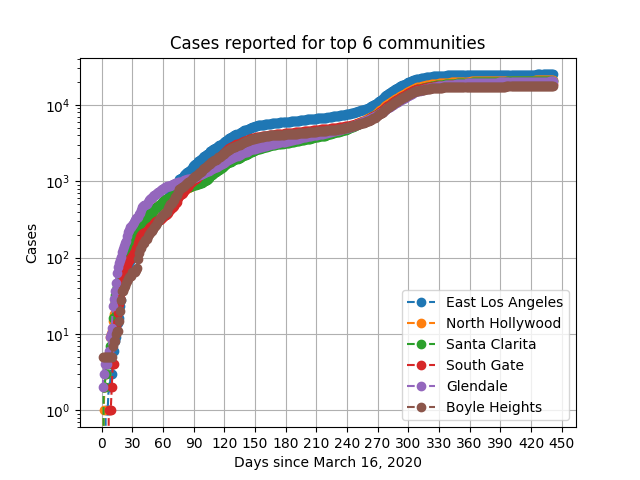 Cases reported for top 6 communities
Cases
10⁴
10³
10²
10¹
10⁰
East Los Angeles
North Hollywood
Santa Clarita
South Gate
Glendale
Boyle Heights
0 30 60 90 120 150 180 210 240 270 300 330 360 390 420 450
Days since March 16, 2020